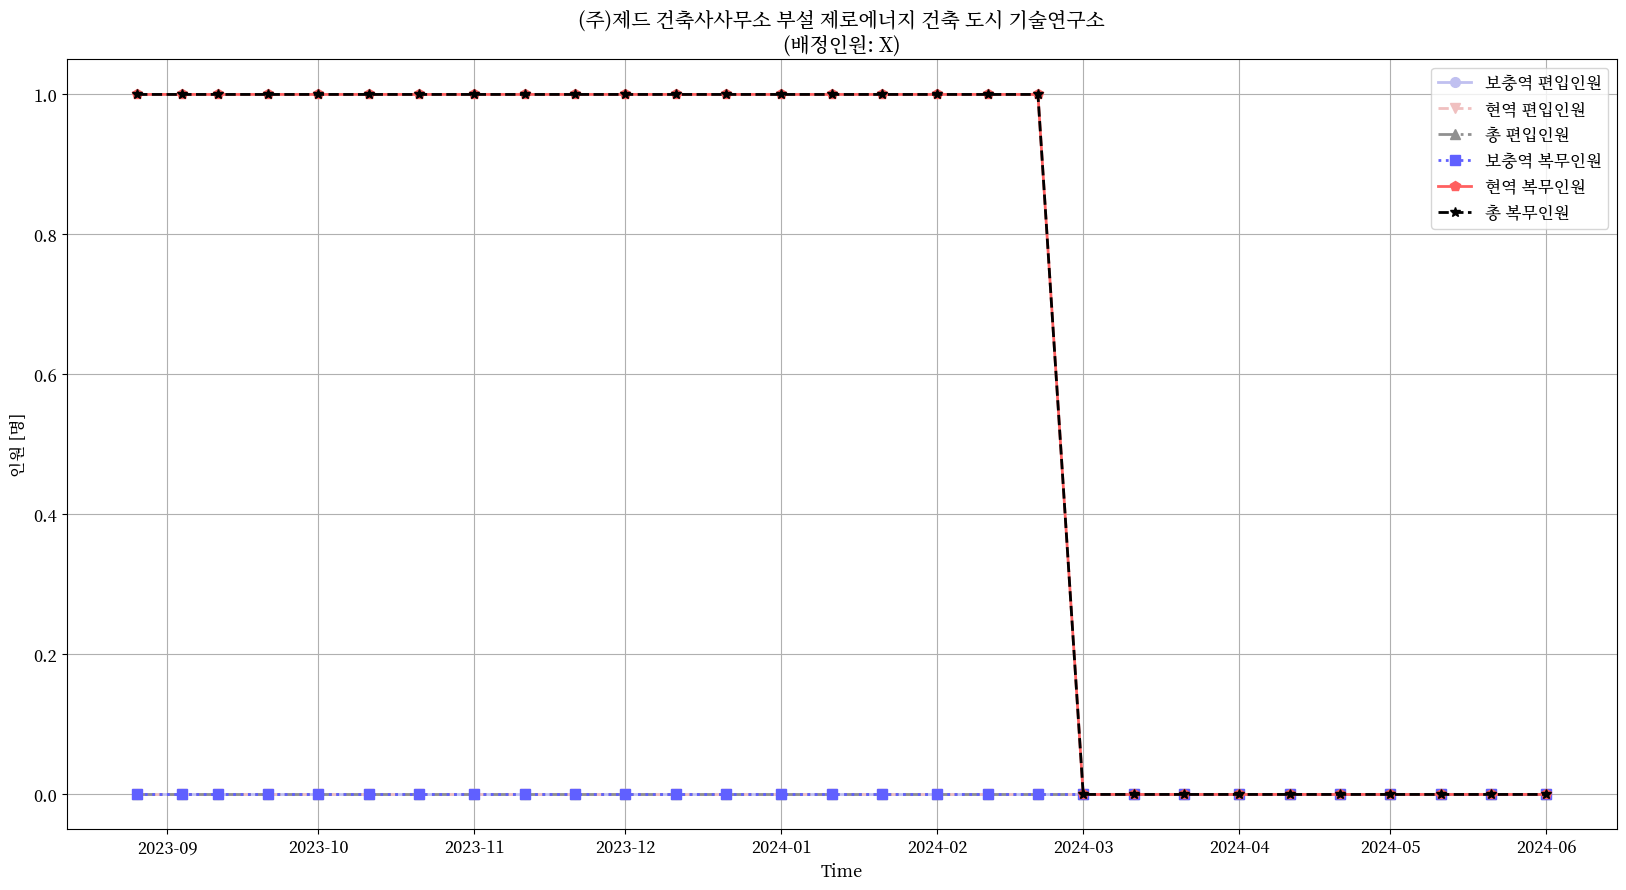 (주)제드 건축사사무소 부설 제로에너지 건축 도시 기술연구소
(배정인원: X)
인원 [명]
1.0
0.8
0.6
0.4
0.2
0.0
보충역 편입인원
현역 편입인원
총 편입인원
보충역 복무인원
현역 복무인원
총 복무인원
2023-09 2023-10 2023-11 2023-12 2024-01 2024-02 2024-03 2024-04 2024-05 2024-06
Time